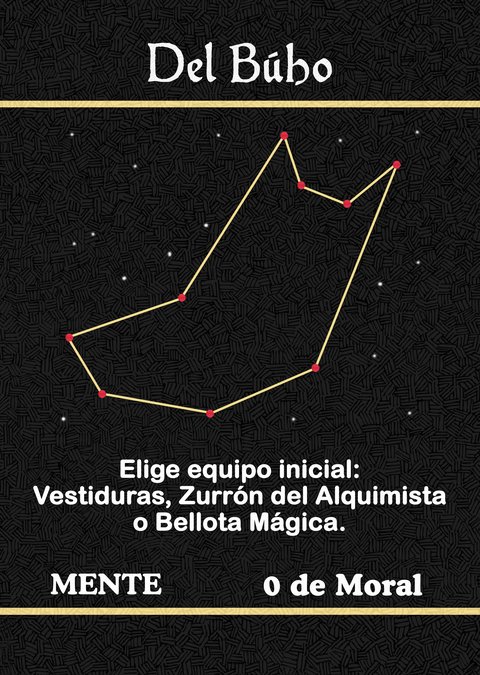 Del Búho
Elige equipo inicial:
Vestiduras, Zurrón del Alquimista
o Bellota Mágica.
MENTE
0 de Moral